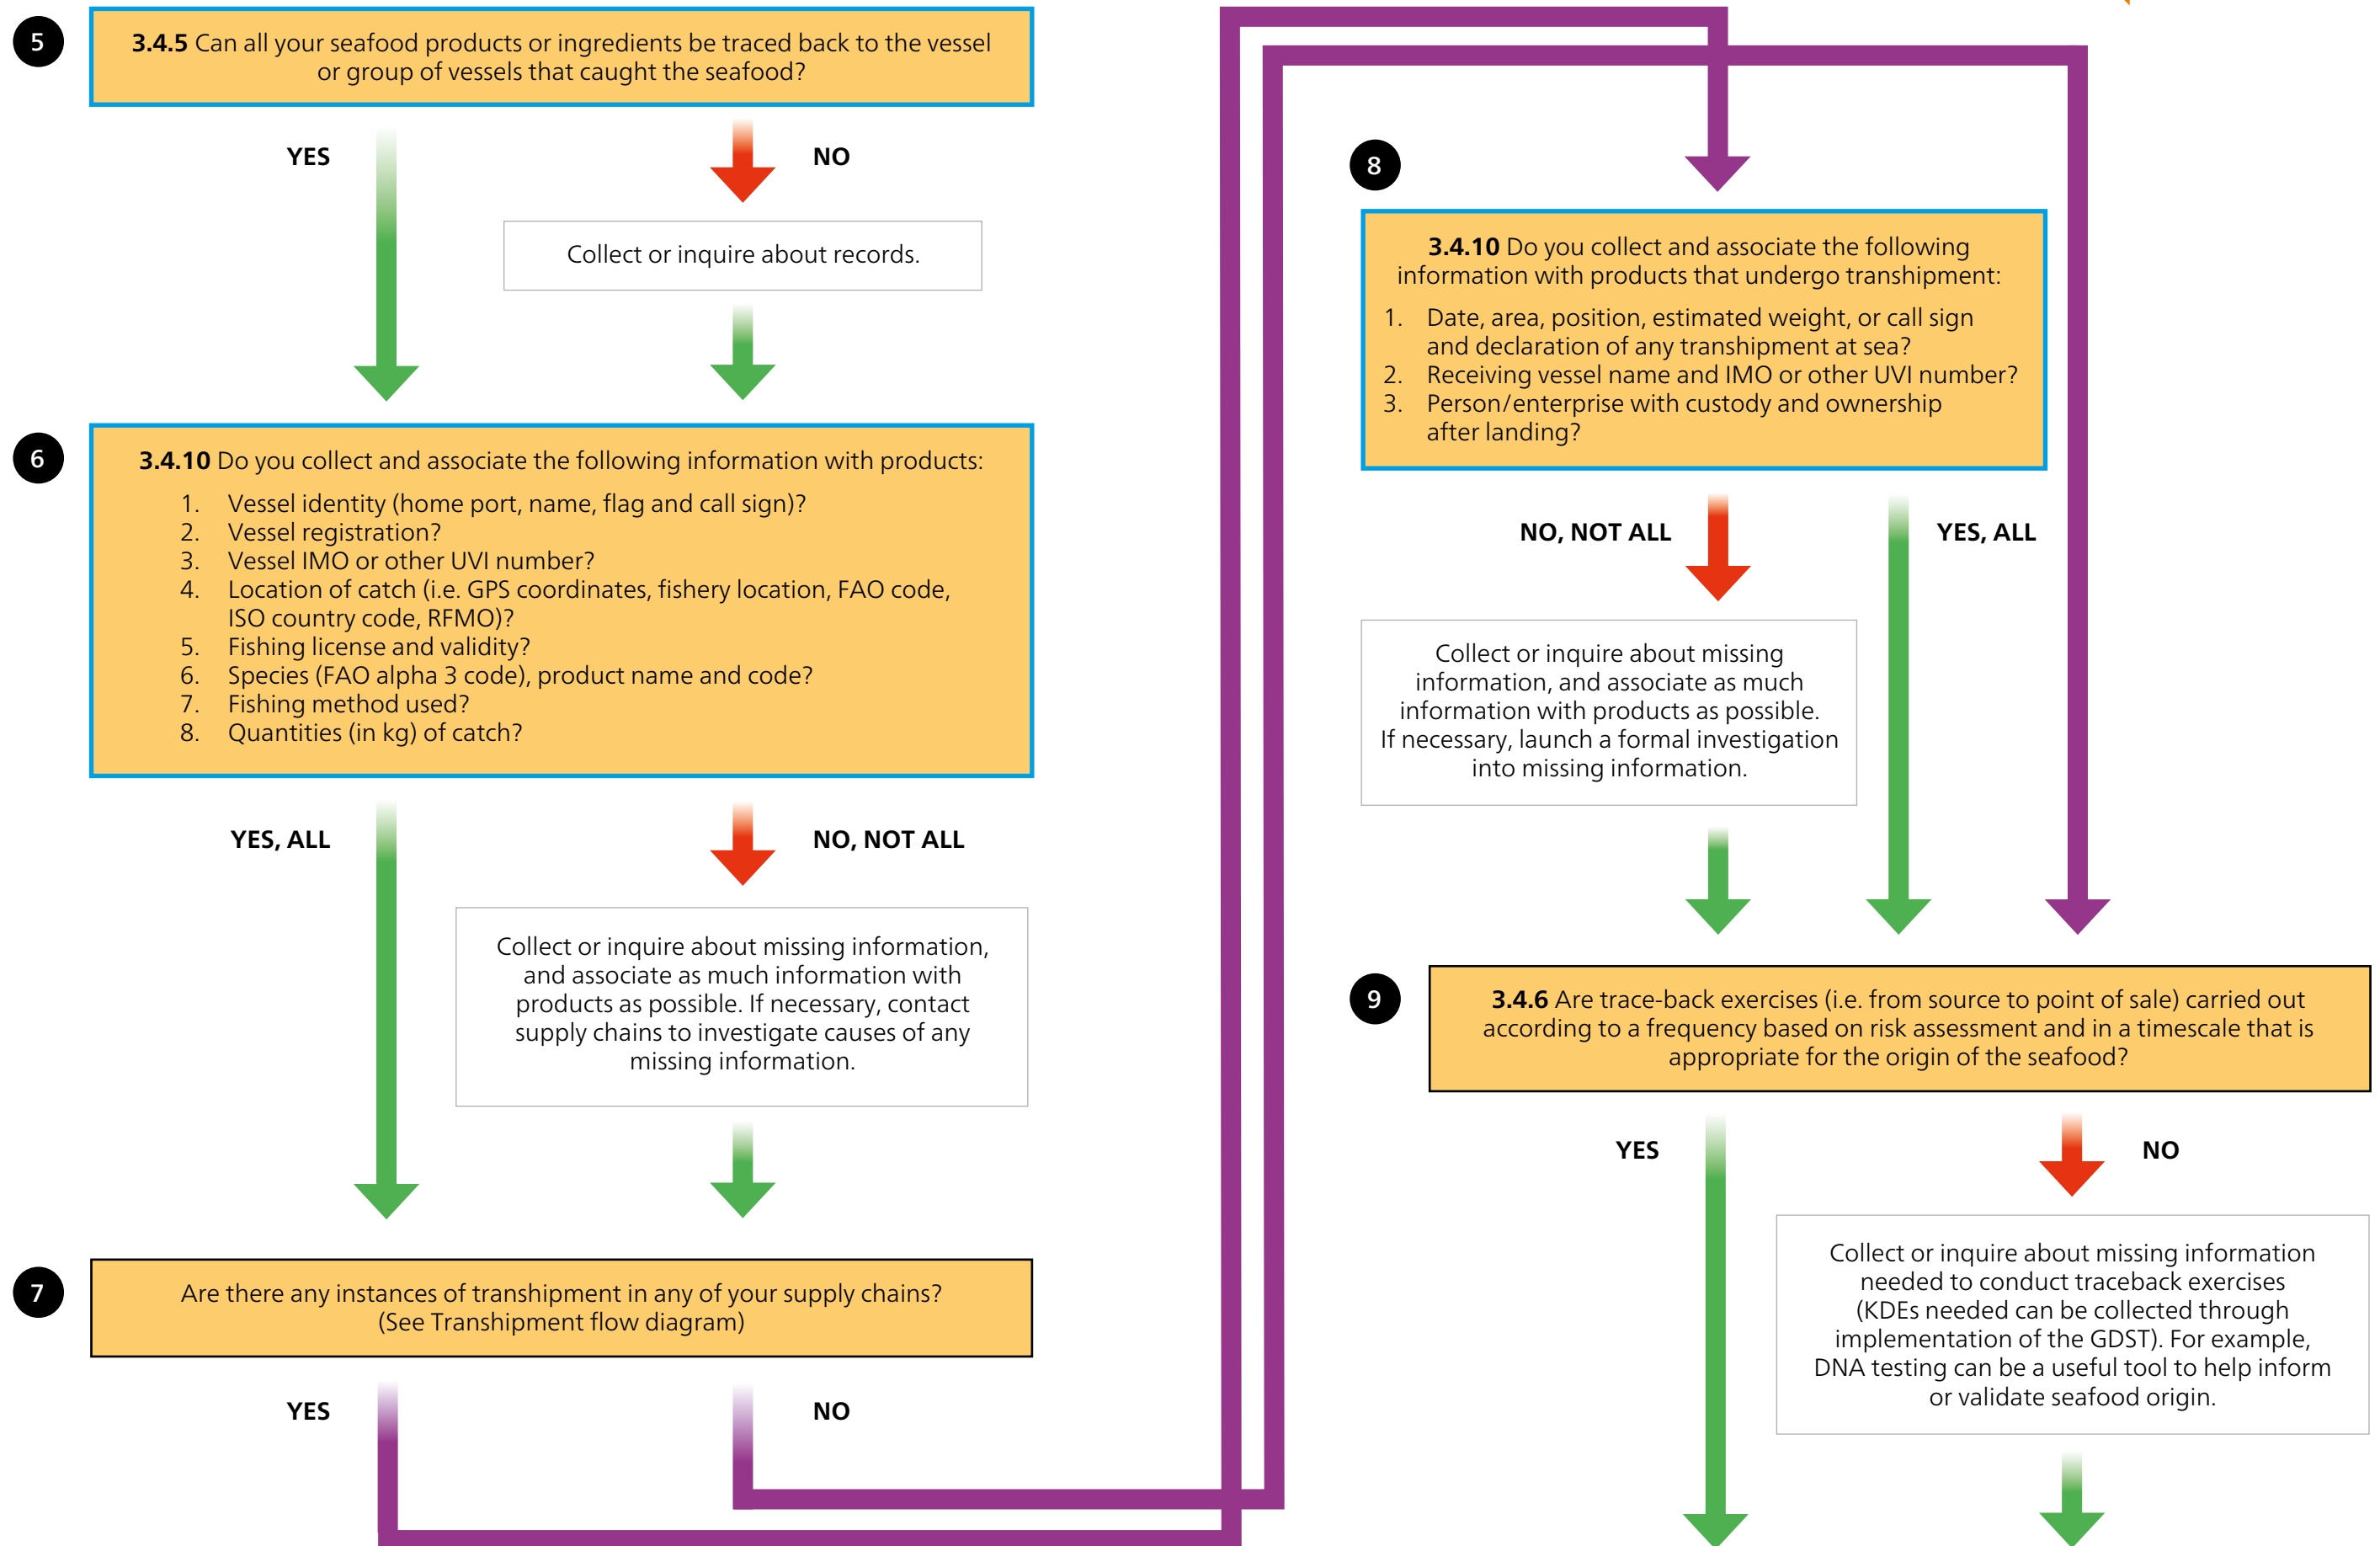 5
3.4.5 Can all your seafood products or ingredients be traced back to the vessel
or group of vessels that caught the seafood?
YES
NO
Collect or inquire about records.
6
3.4.10 Do you collect and associate the following information with products:
1. Vessel identity (home port, name, flag and call sign)?
2. Vessel registration?
3. Vessel IMO or other UVI number?
4. Location of catch (i.e. GPS coordinates, fishery location, FAO code,
ISO country code, RFMO)?
5. Fishing license and validity?
6. Species (FAO alpha 3 code), product name and code?
7. Fishing method used?
8. Quantities (in kg) of catch?
YES, ALL
NO, NOT ALL
Collect or inquire about missing information,
and associate as much information with
products as possible. If necessary, contact
supply chains to investigate causes of any
missing information.
7
Are there any instances of transhipment in any of your supply chains?
(See Transhipment flow diagram)
YES
NO
8
3.4.10 Do you collect and associate the following
information with products that undergo transhipment:
1. Date, area, position, estimated weight, or call sign
and declaration of any transhipment at sea?
2. Receiving vessel name and IMO or other UVI number?
3. Person/enterprise with custody and ownership
after landing?
NO, NOT ALL
YES, ALL
Collect or inquire about missing
information, and associate as much
information with products as possible.
If necessary, launch a formal investigation
into missing information.
9
3.4.6 Are trace-back exercises (i.e. from source to point of sale) carried out
according to a frequency based on risk assessment and in a timescale that is
appropriate for the origin of the seafood?
YES
NO
Collect or inquire about missing information
needed to conduct traceback exercises
(KDEs needed can be collected through
implementation of the GDST). For example,
DNA testing can be a useful tool to help inform
or validate seafood origin.